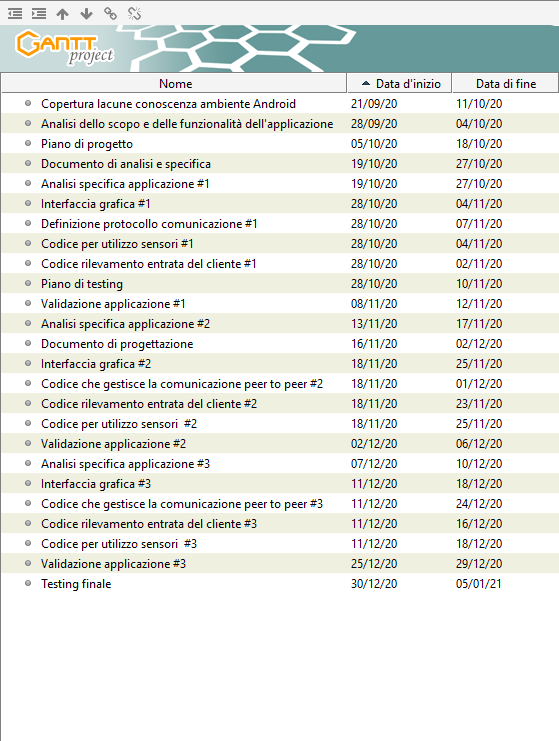 GANTT
project
Nome Data d'inizio Data di fine
Copertura lacune conoscenza ambiente Android 21/09/20 11/10/20
Analisi dello scopo e delle funzionalità dell'applicazione 28/09/20 04/10/20
Piano di progetto 05/10/20 18/10/20
Documento di analisi e specifica 19/10/20 27/10/20
Analisi specifica applicazione #1 19/10/20 27/10/20
Interfaccia grafica #1 28/10/20 04/11/20
Definizione protocollo comunicazione #1 28/10/20 07/11/20
Codice per utilizzo sensori #1 28/10/20 04/11/20
Codice rilevamento entrata del cliente #1 28/10/20 02/11/20
Piano di testing 28/10/20 10/11/20
Validazione applicazione #1 08/11/20 12/11/20
Analisi specifica applicazione #2 13/11/20 17/11/20
Documento di progettazione 16/11/20 02/12/20
Interfaccia grafica #2 18/11/20 25/11/20
Codice che gestisce la comunicazione peer to peer #2 18/11/20 01/12/20
Codice rilevamento entrata del cliente #2 18/11/20 23/11/20
Codice per utilizzo sensori #2 18/11/20 25/11/20
Validazione applicazione #2 02/12/20 06/12/20
Analisi specifica applicazione #3 07/12/20 10/12/20
Interfaccia grafica #3 11/12/20 18/12/20
Codice che gestisce la comunicazione peer to peer #3 11/12/20 24/12/20
Codice rilevamento entrata del cliente #3 11/12/20 16/12/20
Codice per utilizzo sensori #3 11/12/20 18/12/20
Validazione applicazione #3 25/12/20 29/12/20
Testing finale 30/12/20 05/01/21